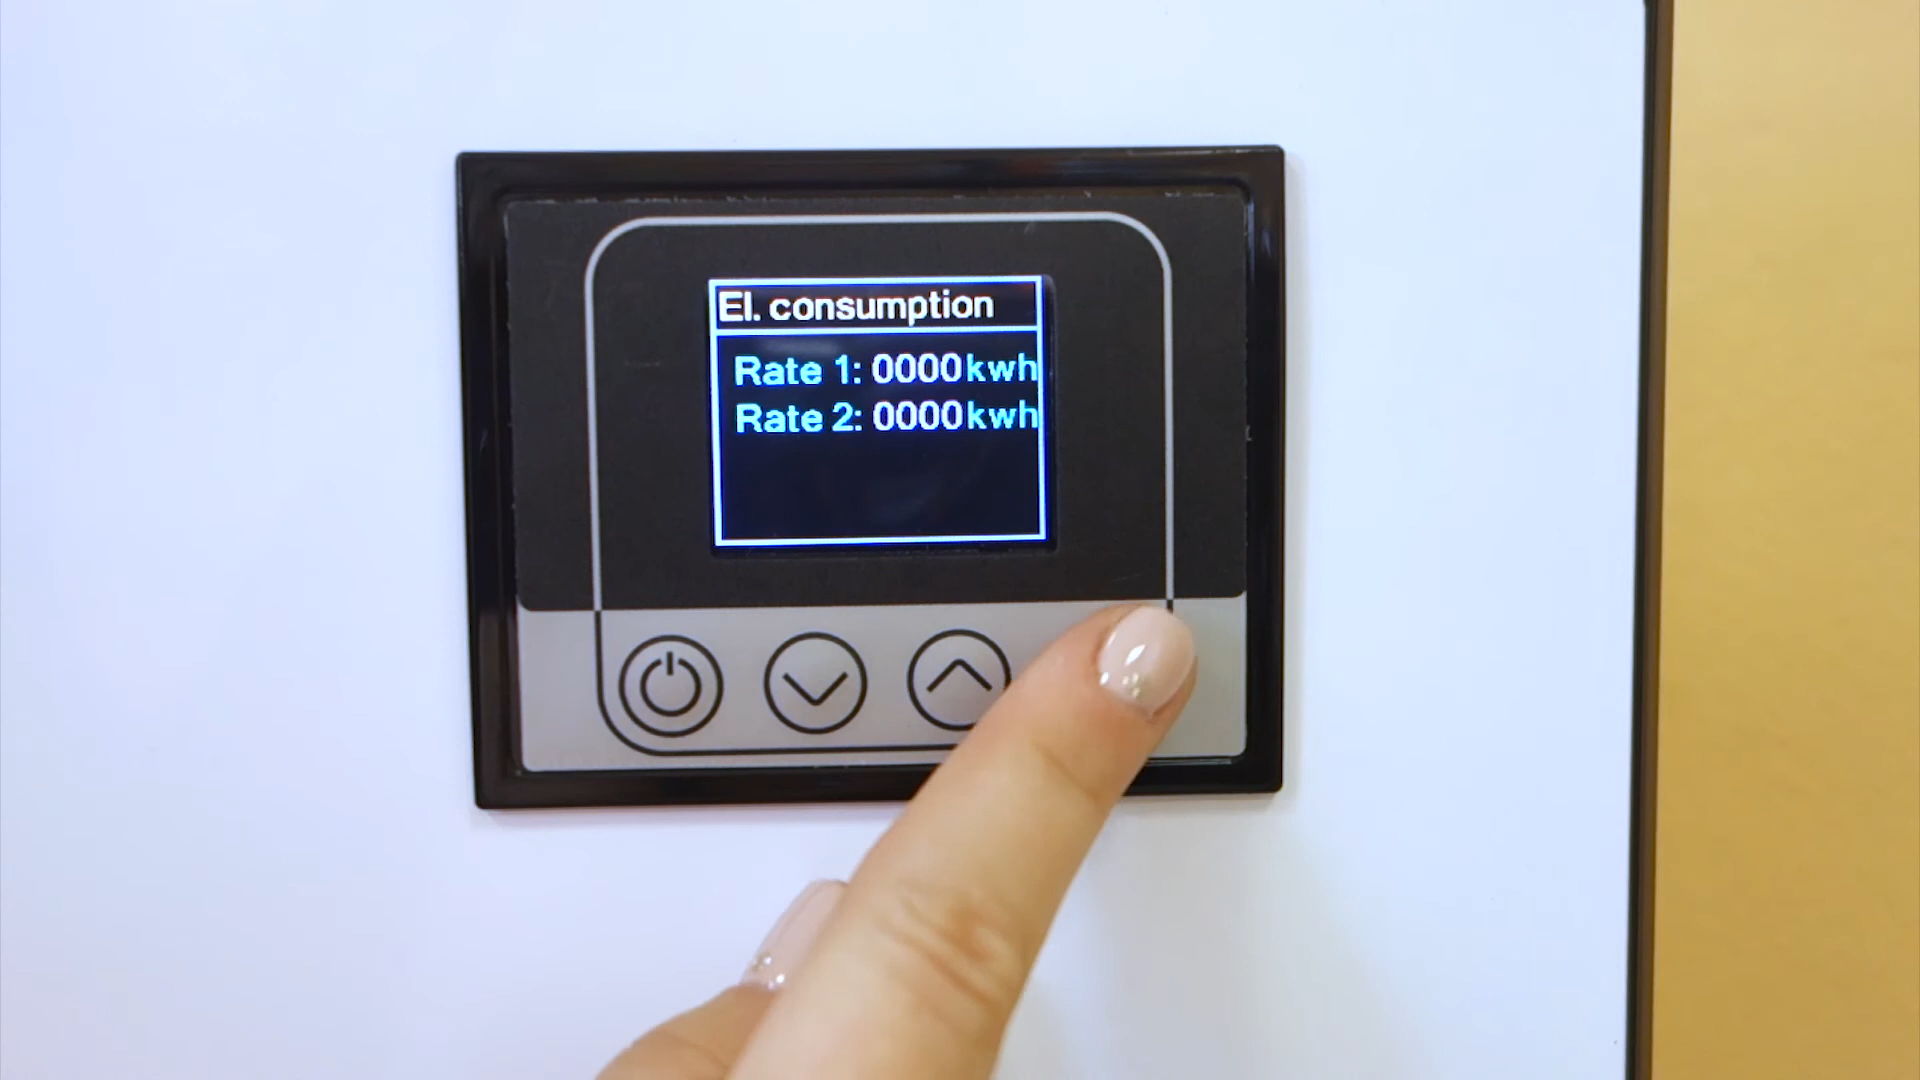 El. consumption
Rate 1: 0000kwh
Rate 2: 0000kwh